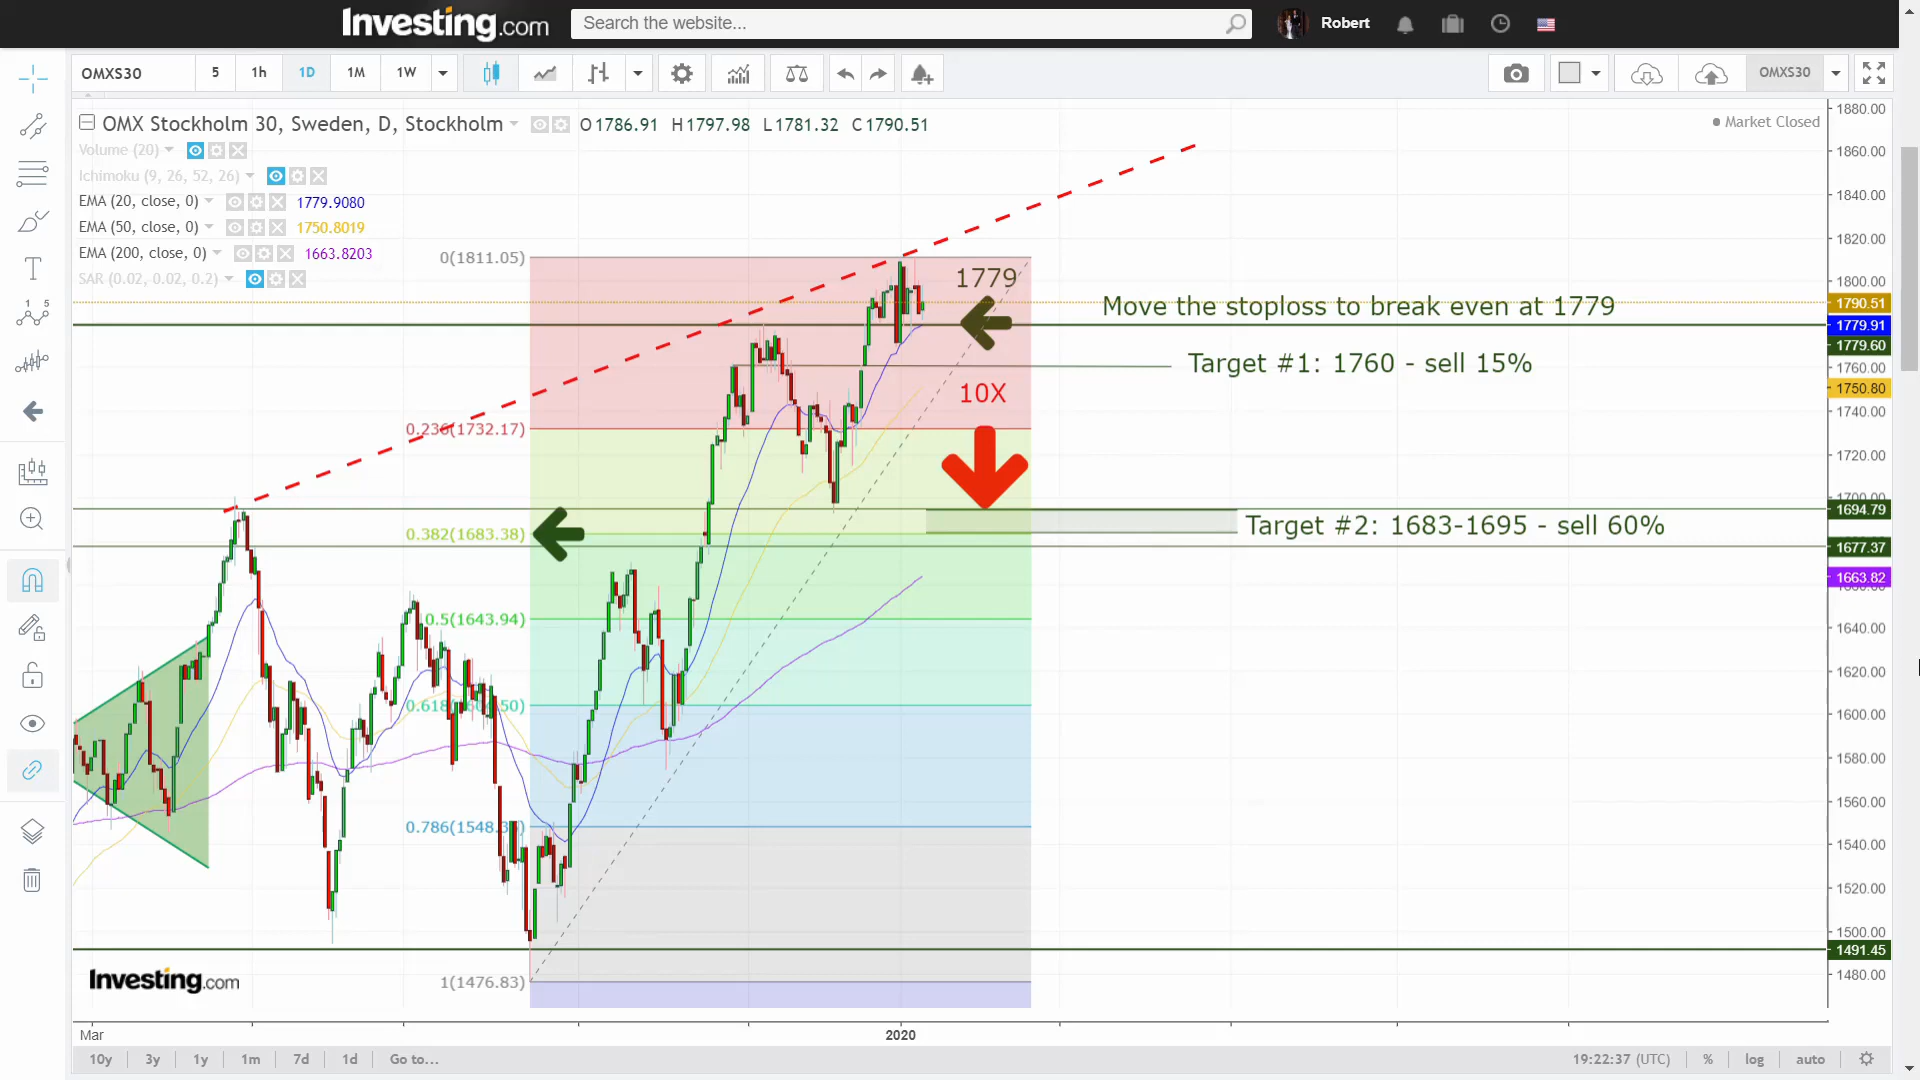 Investing.com
Search the website...
Robert
OMXS30
5
1h
1D
1M
1W
OMXS30
OMX Stockholm 30, Sweden, D, Stockholm
O1786.91 H1797.98 L1781.32 C1790.51
Market Closed
Volume (20)
Ichimoku (9, 26, 52, 26)
EMA (20, close, 0)
1779.9080
EMA (50, close, 0)
1750.8019
EMA (200, close, 0)
1663.8203
SAR (0.02, 0.02, 0.2)
0(1811.05)
1779
Move the stoploss to break even at 1779
Target #1: 1760 - sell 15%
10X
0.236(1732.17)
Target #2: 1683-1695 - sell 60%
0.382(1683.38)
0.5(1643.94)
1(1476.83)
1880.00
1860.00
1840.00
1820.00
1800.00
1790.51
1779.91
1779.60
1760.00
1750.80
1740.00
1720.00
1700.00
1694.79
1677.37
1663.82
1640.00
1620.00
1600.00
1580.00
1560.00
1540.00
1520.00
1500.00
1491.45
1480.00
Investing.com
Mar
2020
10y
3y
1y
1m
7d
1d
Go to...
19:22:37 (UTC)
%
log
auto